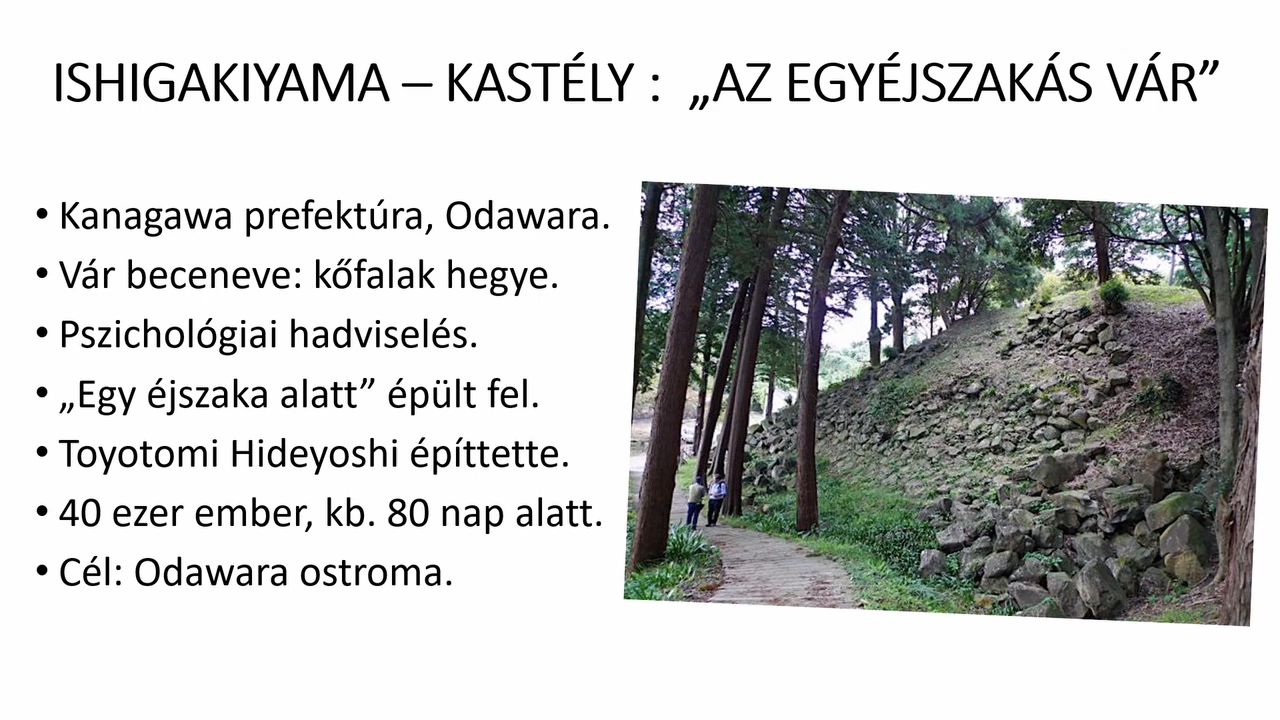 ISHIGAKIYAMA – KASTÉLY : „AZ EGYÉJSZAKÁS VÁR”
• Kanagawa prefektúra, Odawara.
• Vár beceneve: kőfalak hegye.
• Pszichológiai hadviselés.
• „Egy éjszaka alatt” épült fel.
• Toyotomi Hideyoshi építtette.
• 40 ezer ember, kb. 80 nap alatt.
• Cél: Odawara ostroma.